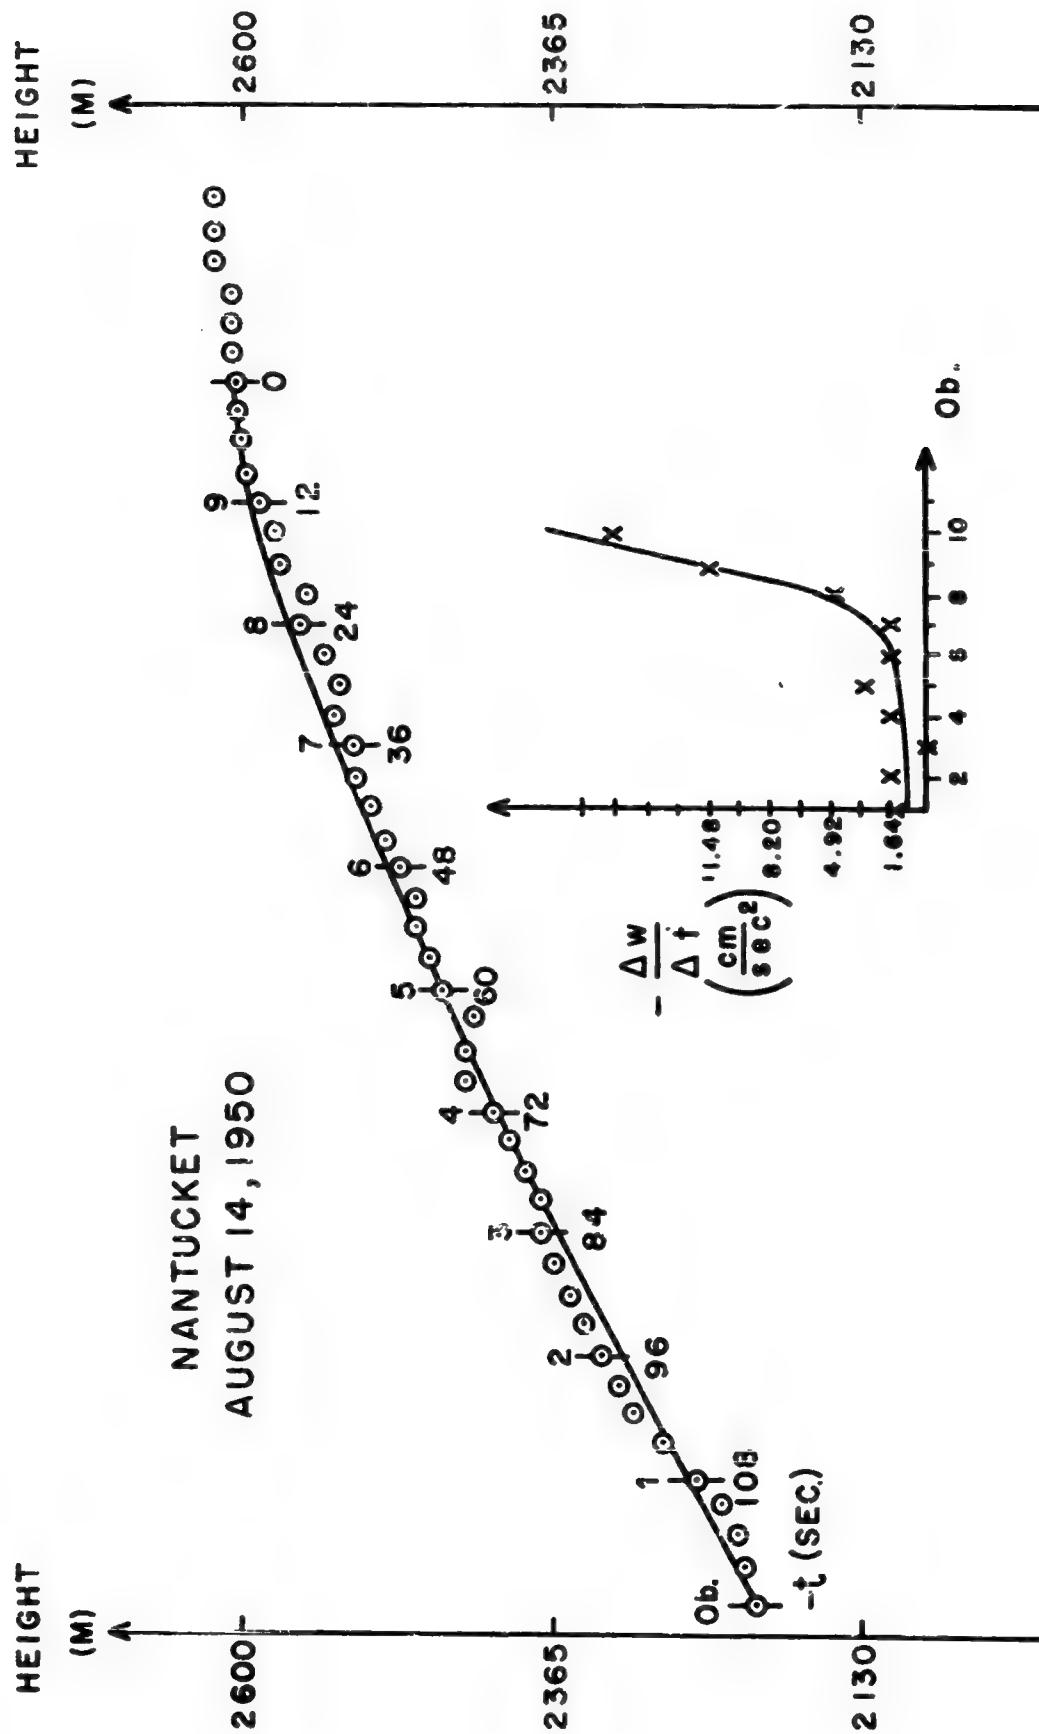 HEIGHT
(M)
2600
2365
2130
NANTUCKET
AUGUST 14, 1950
Ob. 1 2 3 4 5 6 7 8 9
-t (SEC.) 108 96 84 72 60 48 36 24 12 0
HEIGHT
(M)
2600
2365
2130
- Δw
Δt
(cm
sec²)
11.48
8.20
4.92
1.64
2 4 6 8 10
Ob.